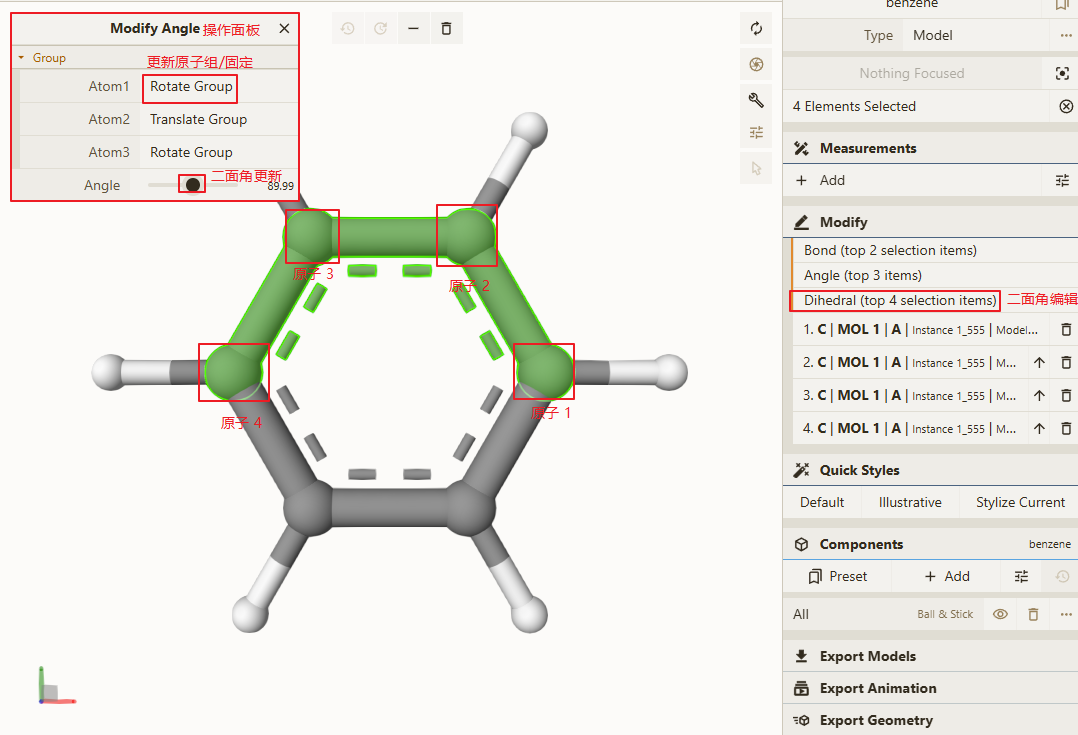 Modify Angle 操作面板
Group 更新原子组/固定
Atom1 Rotate Group
Atom2 Translate Group
Atom3 Rotate Group
Angle 二面角更新 89.99
原子 3
原子 2
原子 4
原子 1
benzene
Type Model
Nothing Focused
4 Elements Selected
Measurements
Add
Modify
Bond (top 2 selection items)
Angle (top 3 items)
Dihedral (top 4 selection items) 二面角编辑
1. C | MOL 1 | A | Instance 1_555 | Model...
2. C | MOL 1 | A | Instance 1_555 | M...
3. C | MOL 1 | A | Instance 1_555 | M...
4. C | MOL 1 | A | Instance 1_555 | M...
Quick Styles
Default Illustrative Stylize Current
Components benzene
Preset Add
All Ball & Stick
Export Models
Export Animation
Export Geometry